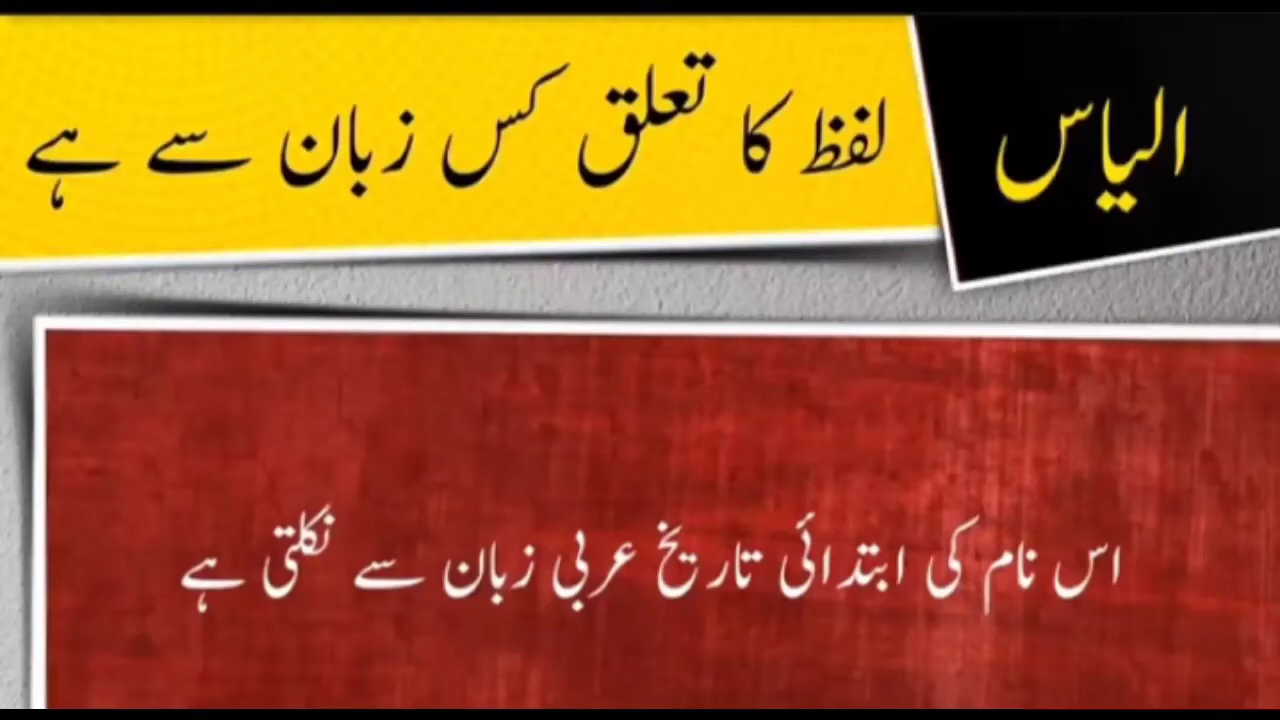 الیاس لفظ کا تعلق کس زبان سے ہے
اس نام کی ابتدائی تاریخ عربی زبان سے نکلتی ہے